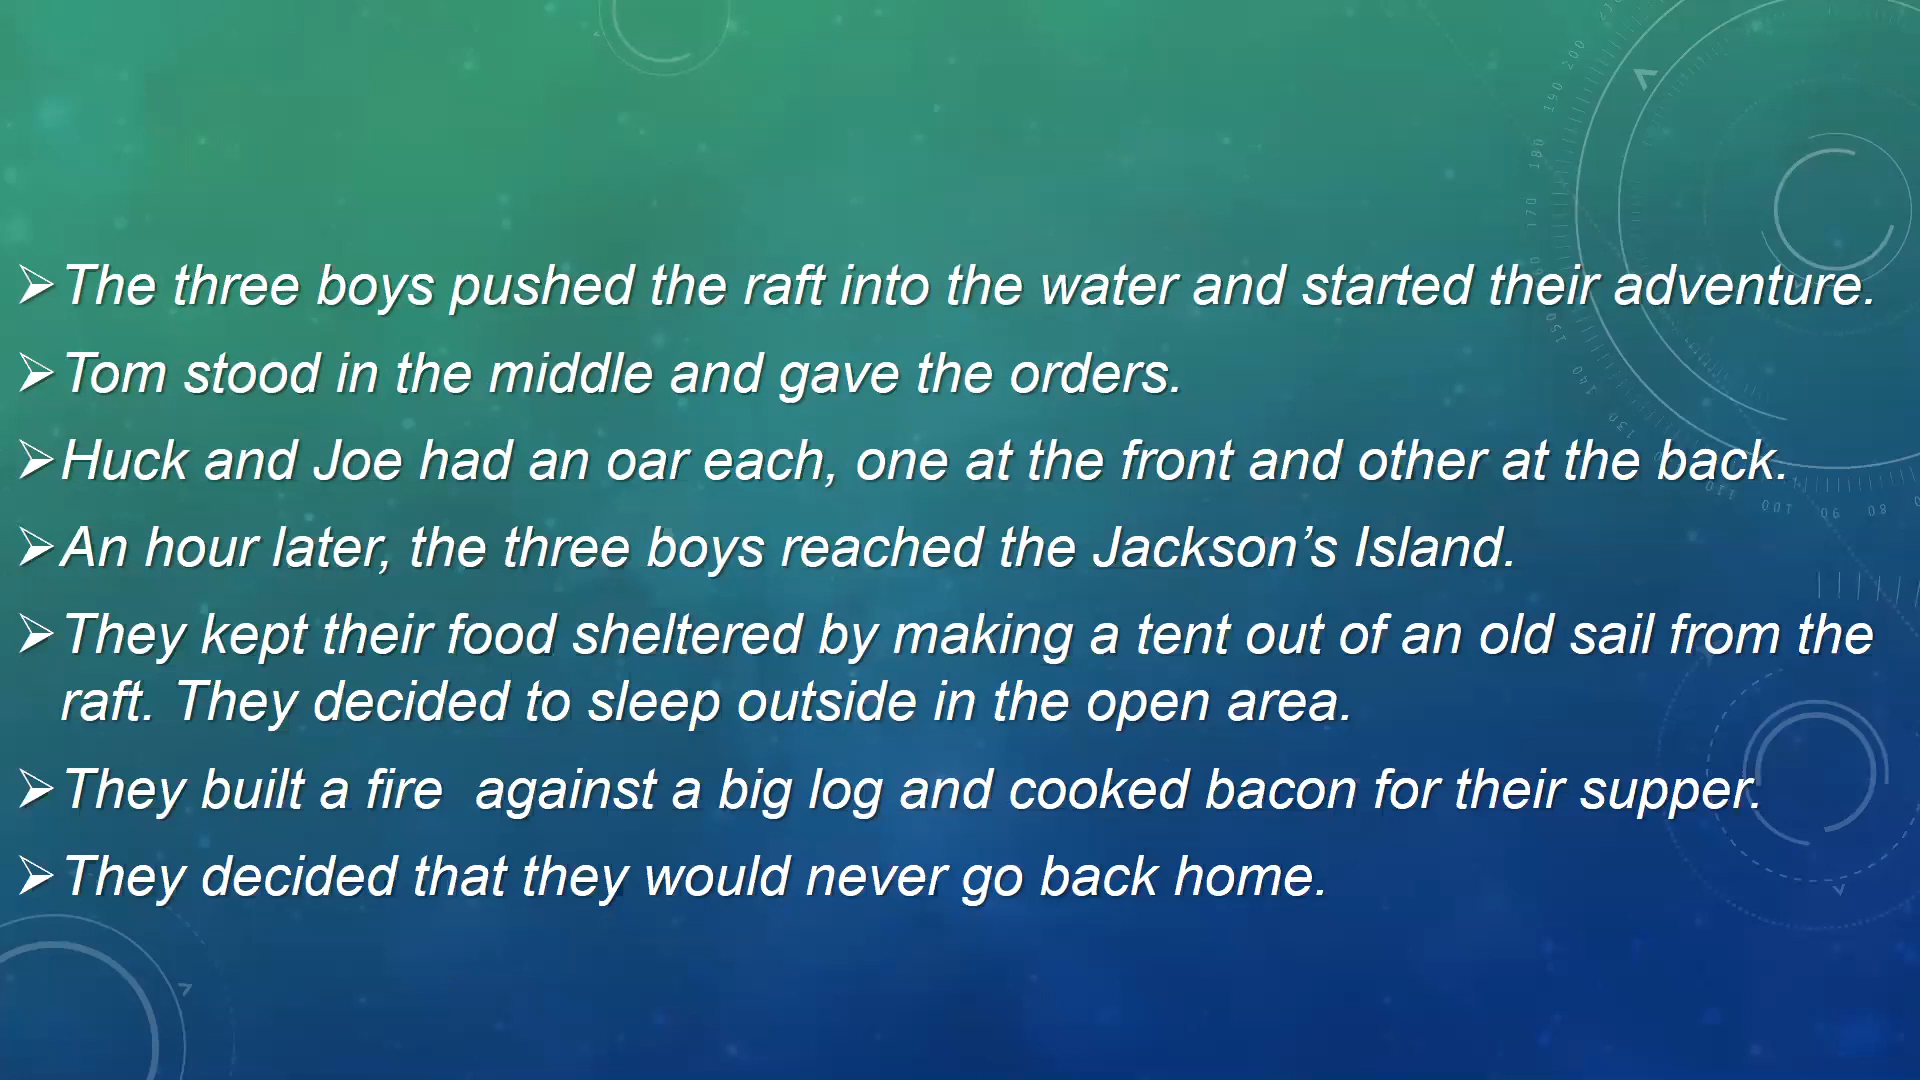 ➢The three boys pushed the raft into the water and started their adventure.
➢Tom stood in the middle and gave the orders.
➢Huck and Joe had an oar each, one at the front and other at the back.
➢An hour later, the three boys reached the Jackson’s Island.
➢They kept their food sheltered by making a tent out of an old sail from the
raft. They decided to sleep outside in the open area.
➢They built a fire  against a big log and cooked bacon for their supper.
➢They decided that they would never go back home.